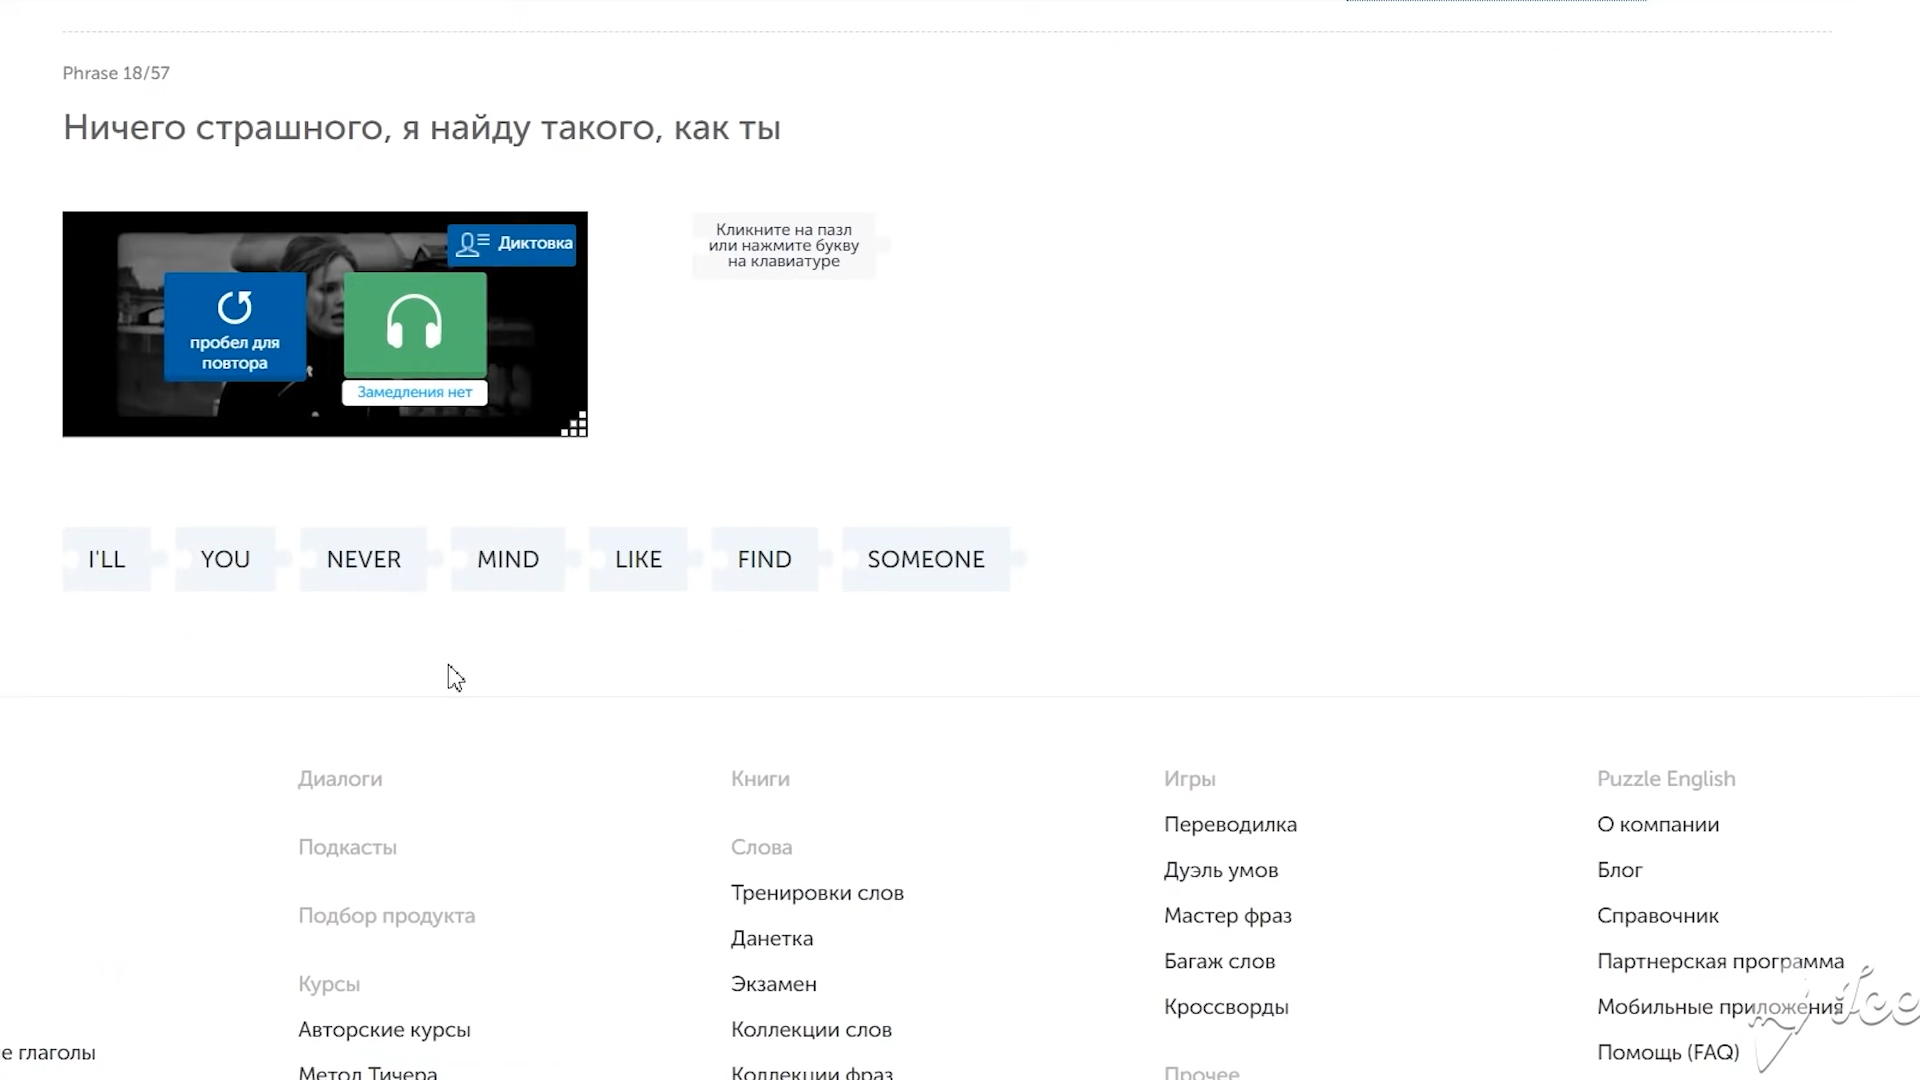 Phrase 18/57
Ничего страшного, я найду такого, как ты
Диктовка
пробел для
повтора
Замедления нет
Кликните на пазл
или нажмите букву
на клавиатуре
I'LL YOU NEVER MIND LIKE FIND SOMEONE
Диалоги
Подкасты
Подбор продукта
Курсы
Авторские курсы
Метод Тичера
Книги
Слова
Тренировки слов
Данетка
Экзамен
Коллекции слов
Коллекции фраз
Игры
Переводилка
Дуэль умов
Мастер фраз
Багаж слов
Кроссворды
Прочее
Puzzle English
О компании
Блог
Справочник
Партнерская программа
Мобильные приложения
Помощь (FAQ)
е глаголы